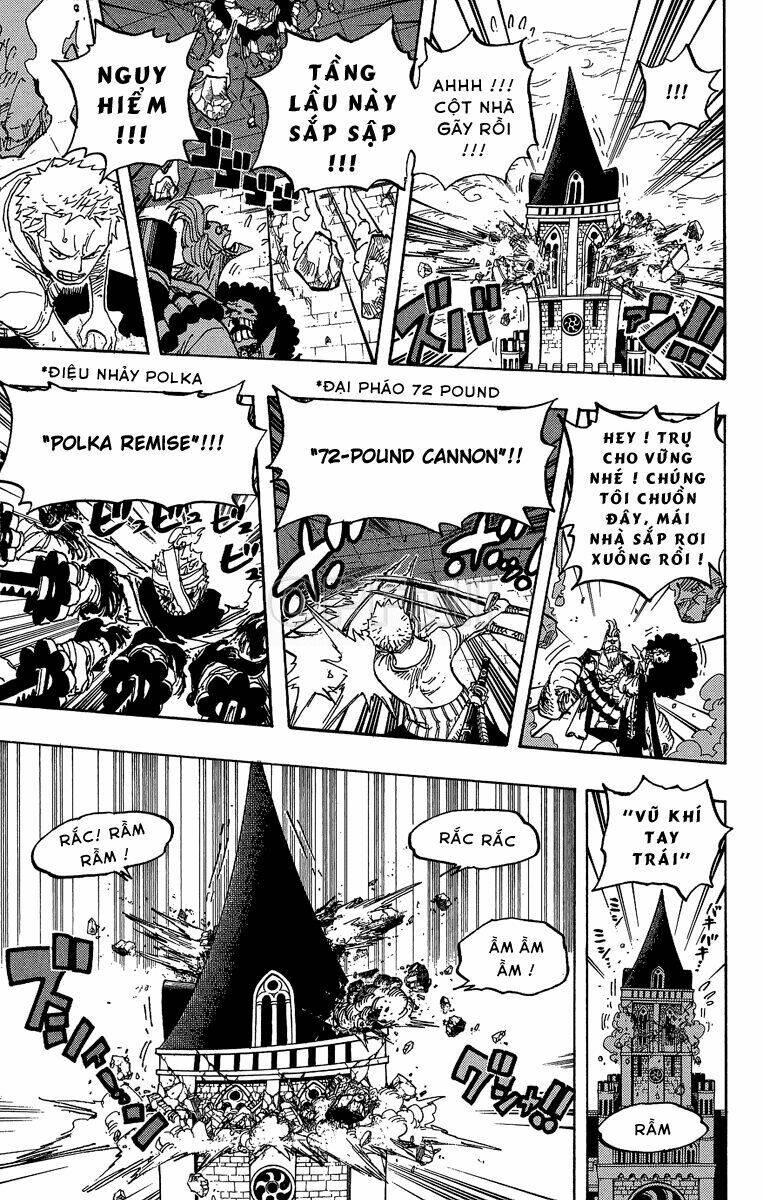 !!!
AHHH !!!
CỘT NHÀ
GÃY RỒI
!!!
TẦNG
LẦU NÀY
SẮP SẬP
!!!
NGUY
HIỂM
!!!
HEY ! TRỤ
CHO VỮNG
NHÉ ! CHÚNG
TÔI CHUỒN
ĐÂY, MÁI
NHÀ SẮP RƠI
XUỐNG RỒI !
*ĐẠI PHÁO 72 POUND
"72-POUND CANNON"!!
*ĐIỆU NHẢY POLKA
"POLKA REMISE"!!!
"VŨ KHÍ
TAY
TRÁI"
RẦM
RẮC RẮC
ẦM ẦM
ẦM !
RẮC! RẦM
RẦM !